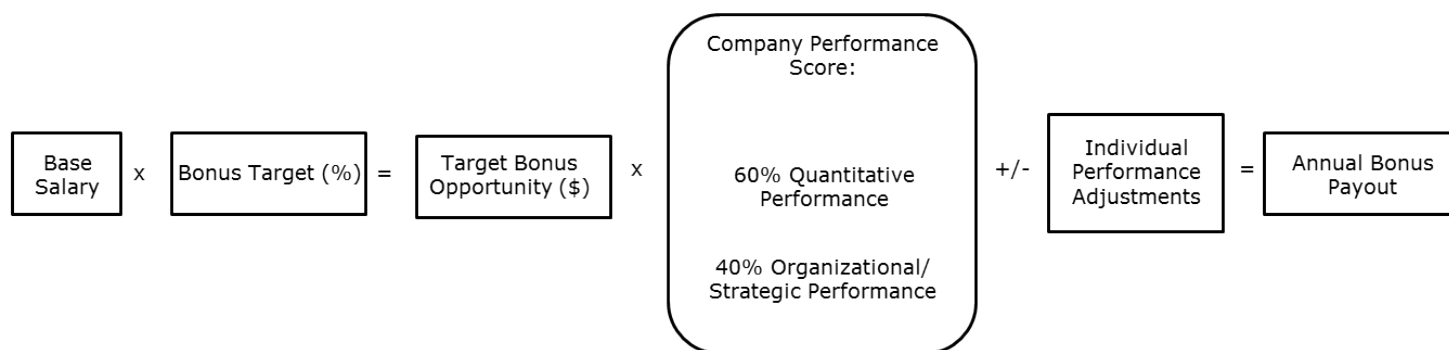 Company Performance
Score:
Base
Salary
x
Bonus Target (%)
=
Target Bonus
Opportunity ($)
x
60% Quantitative
Performance
40% Organizational/
Strategic Performance
+/-
Individual
Performance
Adjustments
=
Annual Bonus
Payout